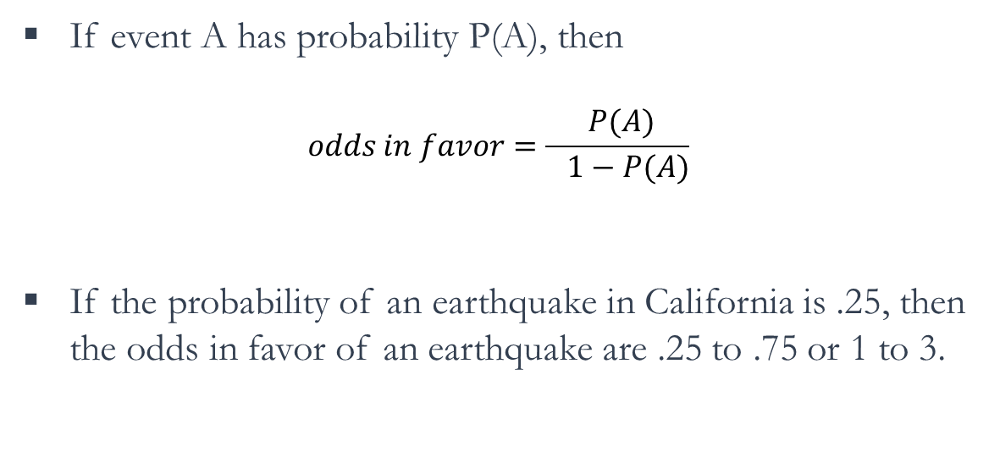 ▪ If event A has probability P(A), then
odds in favor = P(A) / 1 − P(A)
▪ If the probability of an earthquake in California is .25, then
the odds in favor of an earthquake are .25 to .75 or 1 to 3.